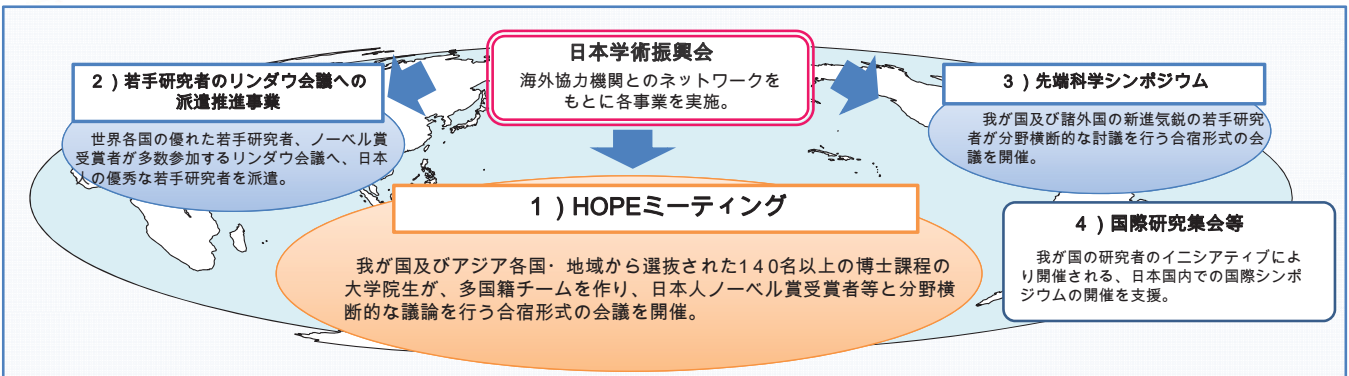 日本学術振興会
海外協力機関とのネットワークを
もとに各事業を実施。
2）若手研究者のリンダウ会議への
派遣推進事業
世界各国の優れた若手研究者、ノーベル賞
受賞者が多数参加するリンダウ会議へ、日本
人の優秀な若手研究者を派遣。
3）先端科学シンポジウム
我が国及び諸外国の新進気鋭の若手研究
者が分野横断的な討議を行う合宿形式の会
議を開催。
1）HOPEミーティング
我が国及びアジア各国・地域から選抜された140名以上の博士課程の
大学院生が、多国籍チームを作り、日本人ノーベル賞受賞者等と分野横
断的な議論を行う合宿形式の会議を開催。
4）国際研究集会等
我が国の研究者のイニシアティブによ
り開催される、日本国内での国際シンポ
ジウムの開催を支援。